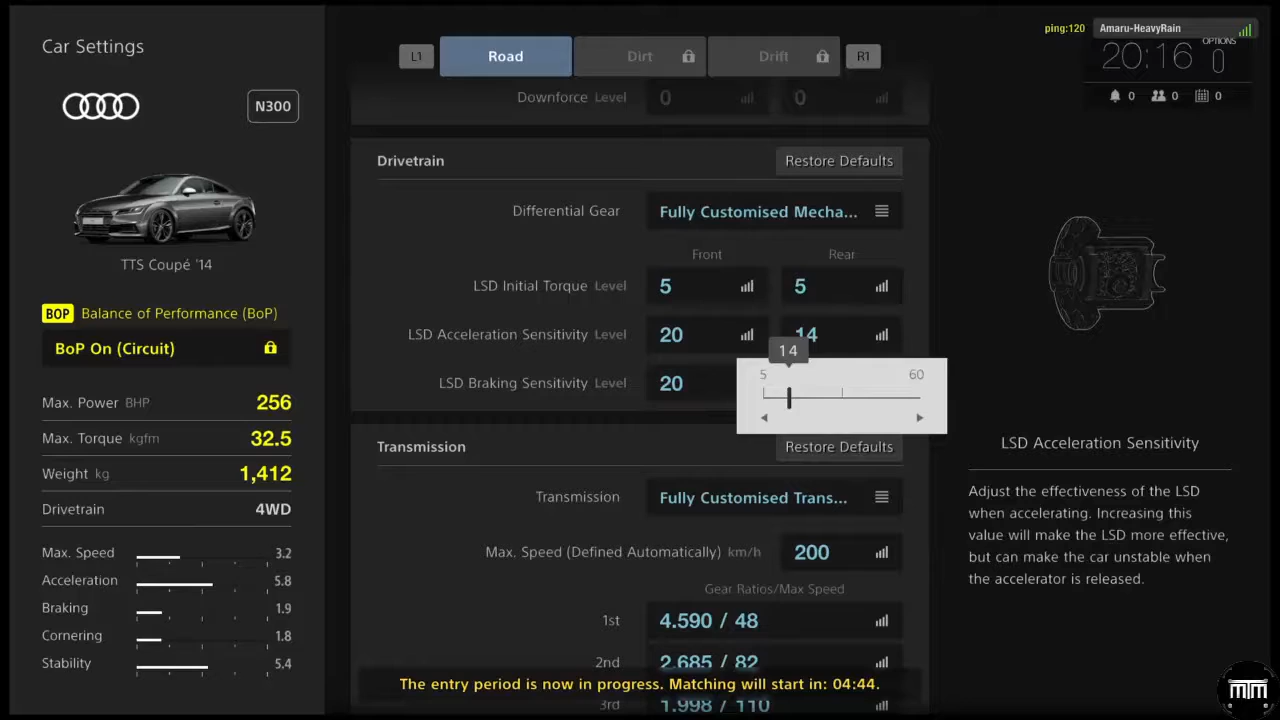 Car Settings
N300
TTS Coupé '14
BOP Balance of Performance (BoP)
BoP On (Circuit)
Max. Power BHP 256
Max. Torque kgfm 32.5
Weight kg 1,412
Drivetrain 4WD
Max. Speed 3.2
Acceleration 5.8
Braking 1.9
Cornering 1.8
Stability 5.4
L1 Road Dirt Drift R1
Downforce Level 0 0
Drivetrain Restore Defaults
Differential Gear Fully Customised Mecha...
Front Rear
LSD Initial Torque Level 5 5
LSD Acceleration Sensitivity Level 20 14
14
LSD Braking Sensitivity Level 20
5 60
Transmission Restore Defaults
Transmission Fully Customised Trans...
Max. Speed (Defined Automatically) km/h 200
Gear Ratios/Max Speed
1st 4.590 / 48
2nd 2.685 / 82
The entry period is now in progress. Matching will start in: 04:44.
3rd 1.998 / 110
ping:120 Amaru-HeavyRain
20:16 OPTIONS
0 0 0
LSD Acceleration Sensitivity
Adjust the effectiveness of the LSD
when accelerating. Increasing this
value will make the LSD more effective,
but can make the car unstable when
the accelerator is released.
MTM